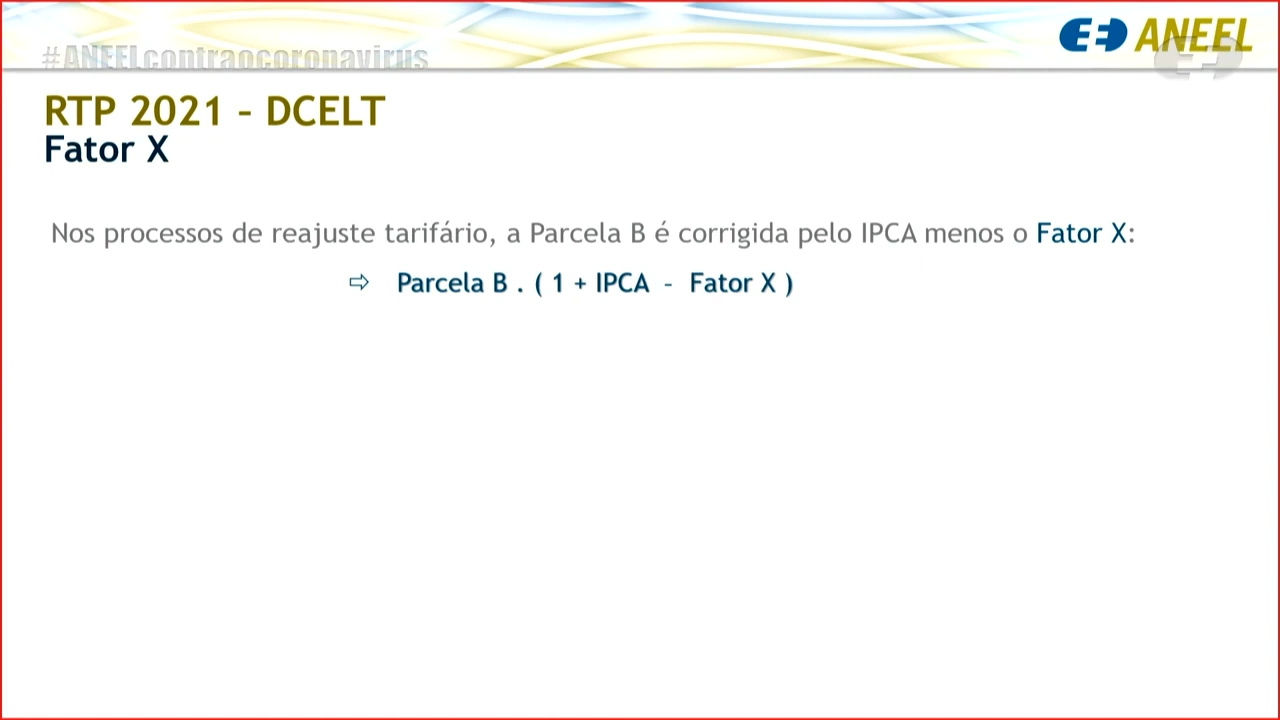 #ANEELcontraocoronavirus
ANEEL
RTP 2021 – DCELT
Fator X
Nos processos de reajuste tarifário, a Parcela B é corrigida pelo IPCA menos o Fator X:
⇨ Parcela B . ( 1 + IPCA – Fator X )